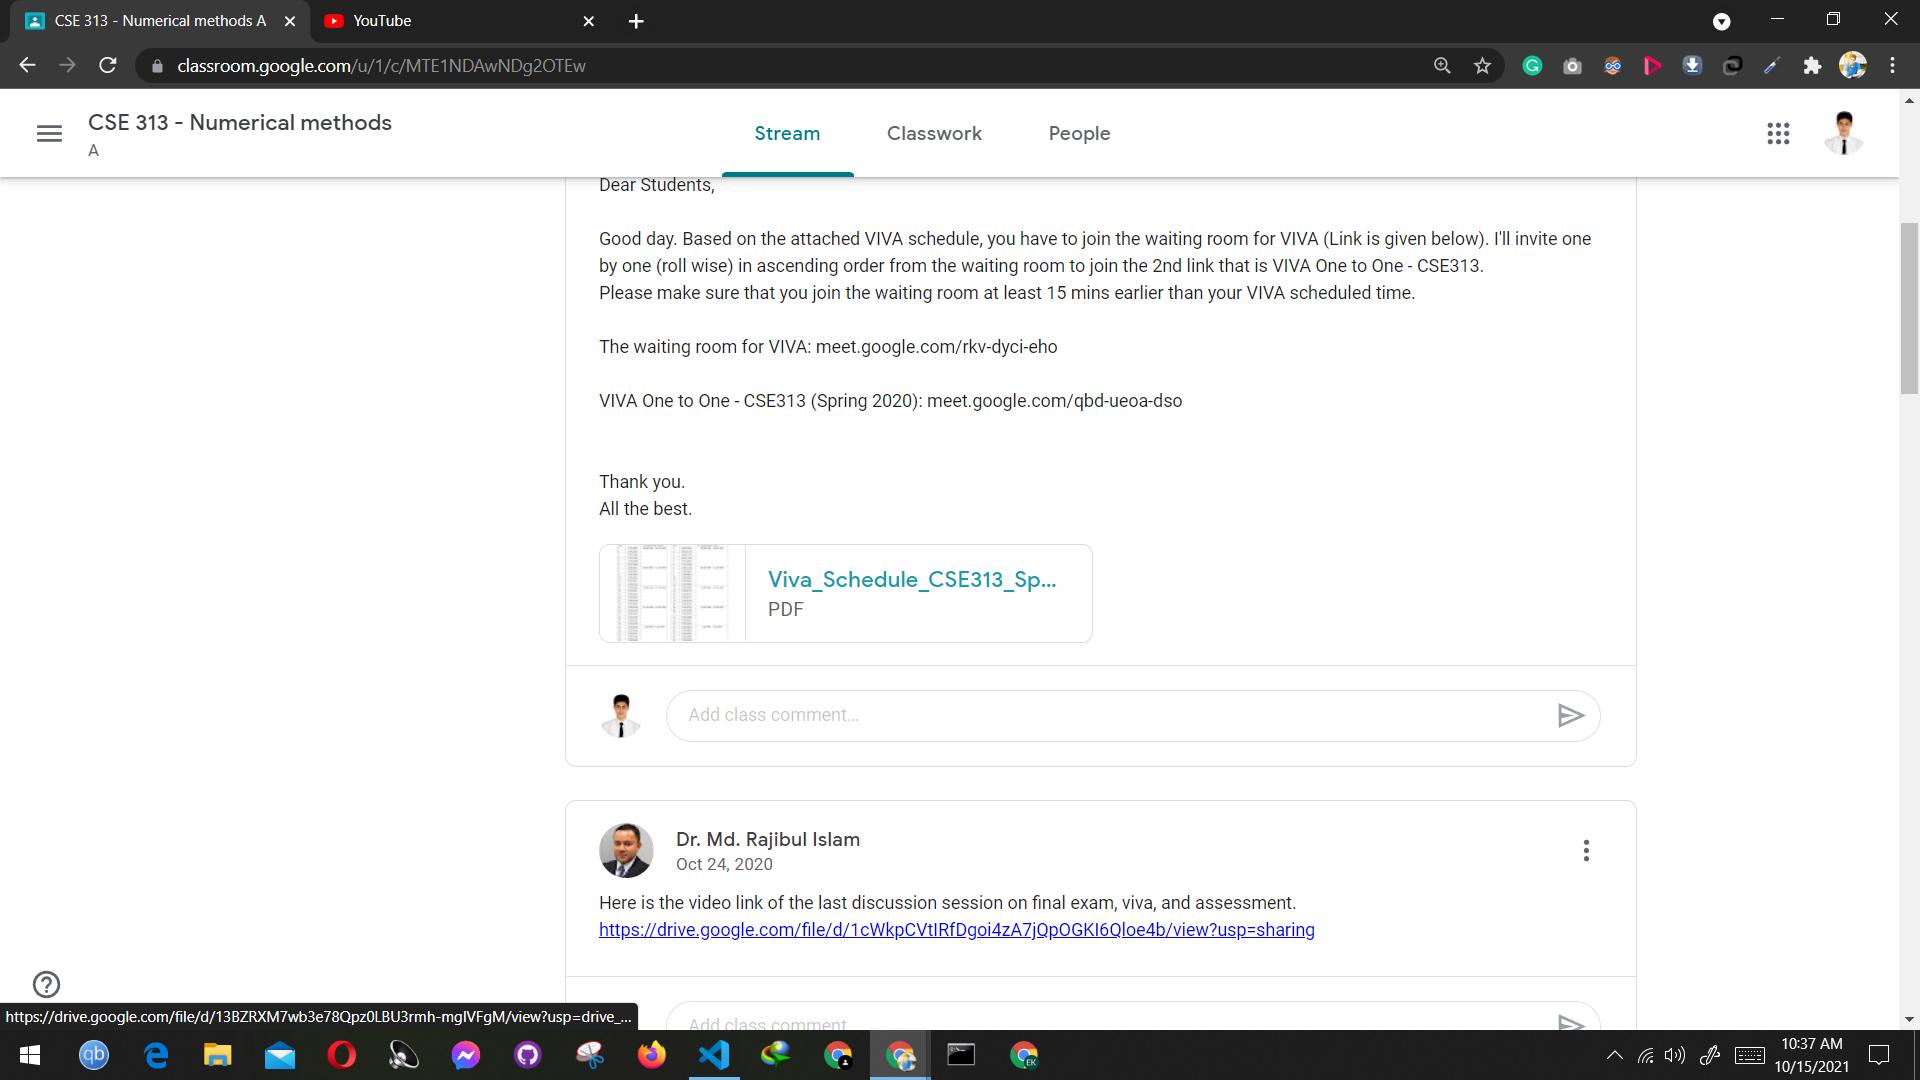 CSE 313 - Numerical methods A
YouTube
classroom.google.com/u/1/c/MTE1NDAwNDg2OTEw
CSE 313 - Numerical methods
A
Stream
Classwork
People
Dear Students,
Good day. Based on the attached VIVA schedule, you have to join the waiting room for VIVA (Link is given below). I'll invite one
by one (roll wise) in ascending order from the waiting room to join the 2nd link that is VIVA One to One - CSE313.
Please make sure that you join the waiting room at least 15 mins earlier than your VIVA scheduled time.
The waiting room for VIVA: meet.google.com/rkv-dyci-eho
VIVA One to One - CSE313 (Spring 2020): meet.google.com/qbd-ueoa-dso
Thank you.
All the best.
Viva_Schedule_CSE313_Sp...
PDF
Add class comment...
Dr. Md. Rajibul Islam
Oct 24, 2020
Here is the video link of the last discussion session on final exam, viva, and assessment.
https://drive.google.com/file/d/1cWkpCVtIRfDgoi4zA7jQpOGKI6Qloe4b/view?usp=sharing
Add class comment
https://drive.google.com/file/d/13BZRXM7wb3e78Qpz0LBU3rmh-mgIVFgM/view?usp=drive_...
qb
EK
10:37 AM
10/15/2021